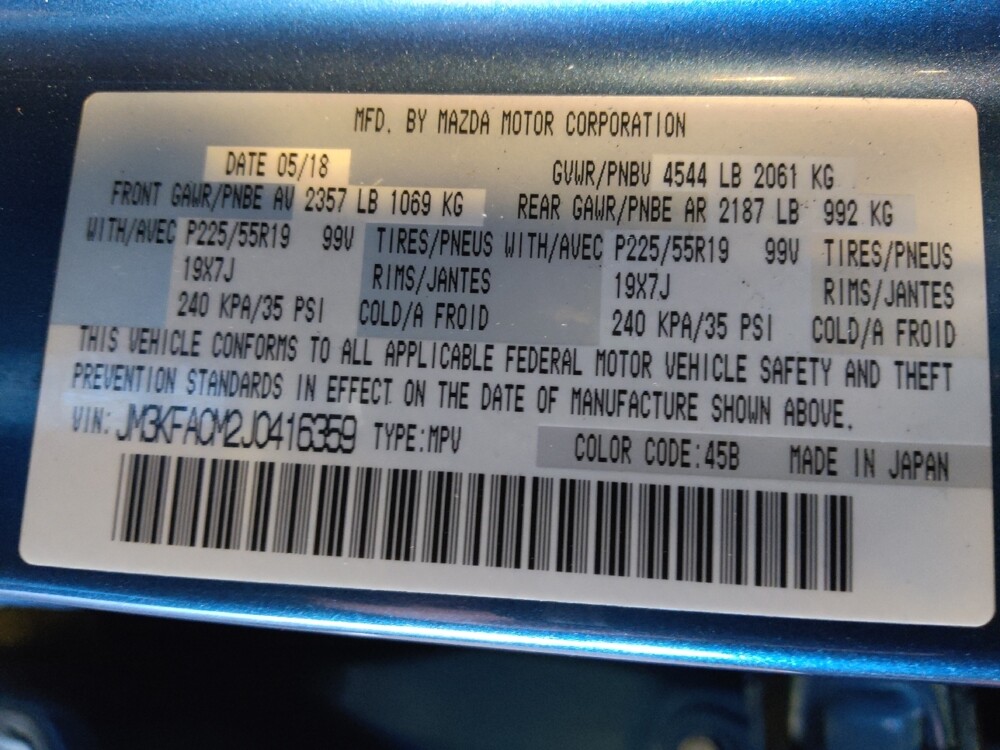 MFD. BY MAZDA MOTOR CORPORATION
DATE 05/18 GVWR/PNBV 4544 LB 2061 KG
FRONT GAWR/PNBE AV 2357 LB 1069 KG REAR GAWR/PNBE AR 2187 LB 992 KG
WITH/AVEC P225/55R19 99V TIRES/PNEUS WITH/AVEC P225/55R19 99V TIRES/PNEUS
19X7J RIMS/JANTES 19X7J RIMS/JANTES
240 KPA/35 PSI COLD/A FROID 240 KPA/35 PSI COLD/A FROID
THIS VEHICLE CONFORMS TO ALL APPLICABLE FEDERAL MOTOR VEHICLE SAFETY AND THEFT
PREVENTION STANDARDS IN EFFECT ON THE DATE OF MANUFACTURE SHOWN ABOVE.
VIN: JM3KFACM2J0416359 TYPE:MPV COLOR CODE:45B MADE IN JAPAN